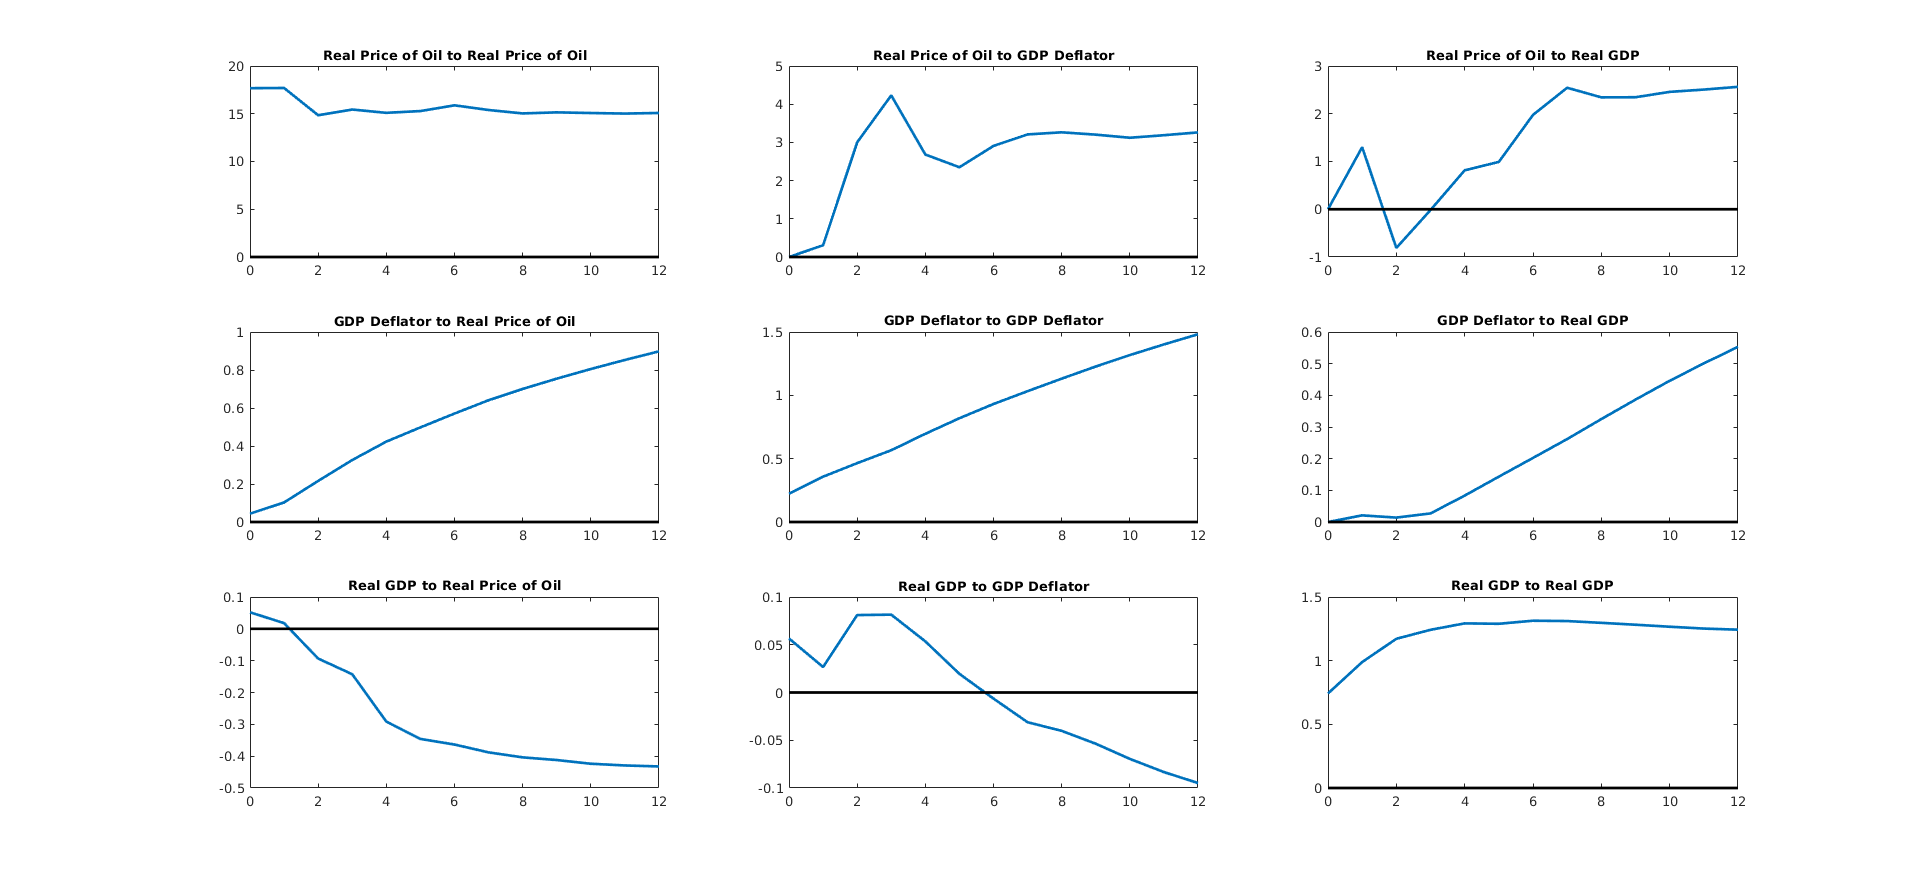 Real Price of Oil to Real Price of Oil
20
15
10
5
0
0 2 4 6 8 10 12
Real Price of Oil to GDP Deflator
5
4
3
2
1
0
0 2 4 6 8 10 12
Real Price of Oil to Real GDP
3
2
1
0
-1
0 2 4 6 8 10 12
GDP Deflator to Real Price of Oil
1
0.8
0.6
0.4
0.2
0
0 2 4 6 8 10 12
GDP Deflator to GDP Deflator
1.5
1
0.5
0
0 2 4 6 8 10 12
GDP Deflator to Real GDP
0.6
0.5
0.4
0.3
0.2
0.1
0
0 2 4 6 8 10 12
Real GDP to Real Price of Oil
0.1
0
-0.1
-0.2
-0.3
-0.4
-0.5
0 2 4 6 8 10 12
Real GDP to GDP Deflator
0.1
0.05
0
-0.05
-0.1
0 2 4 6 8 10 12
Real GDP to Real GDP
1.5
1
0.5
0
0 2 4 6 8 10 12